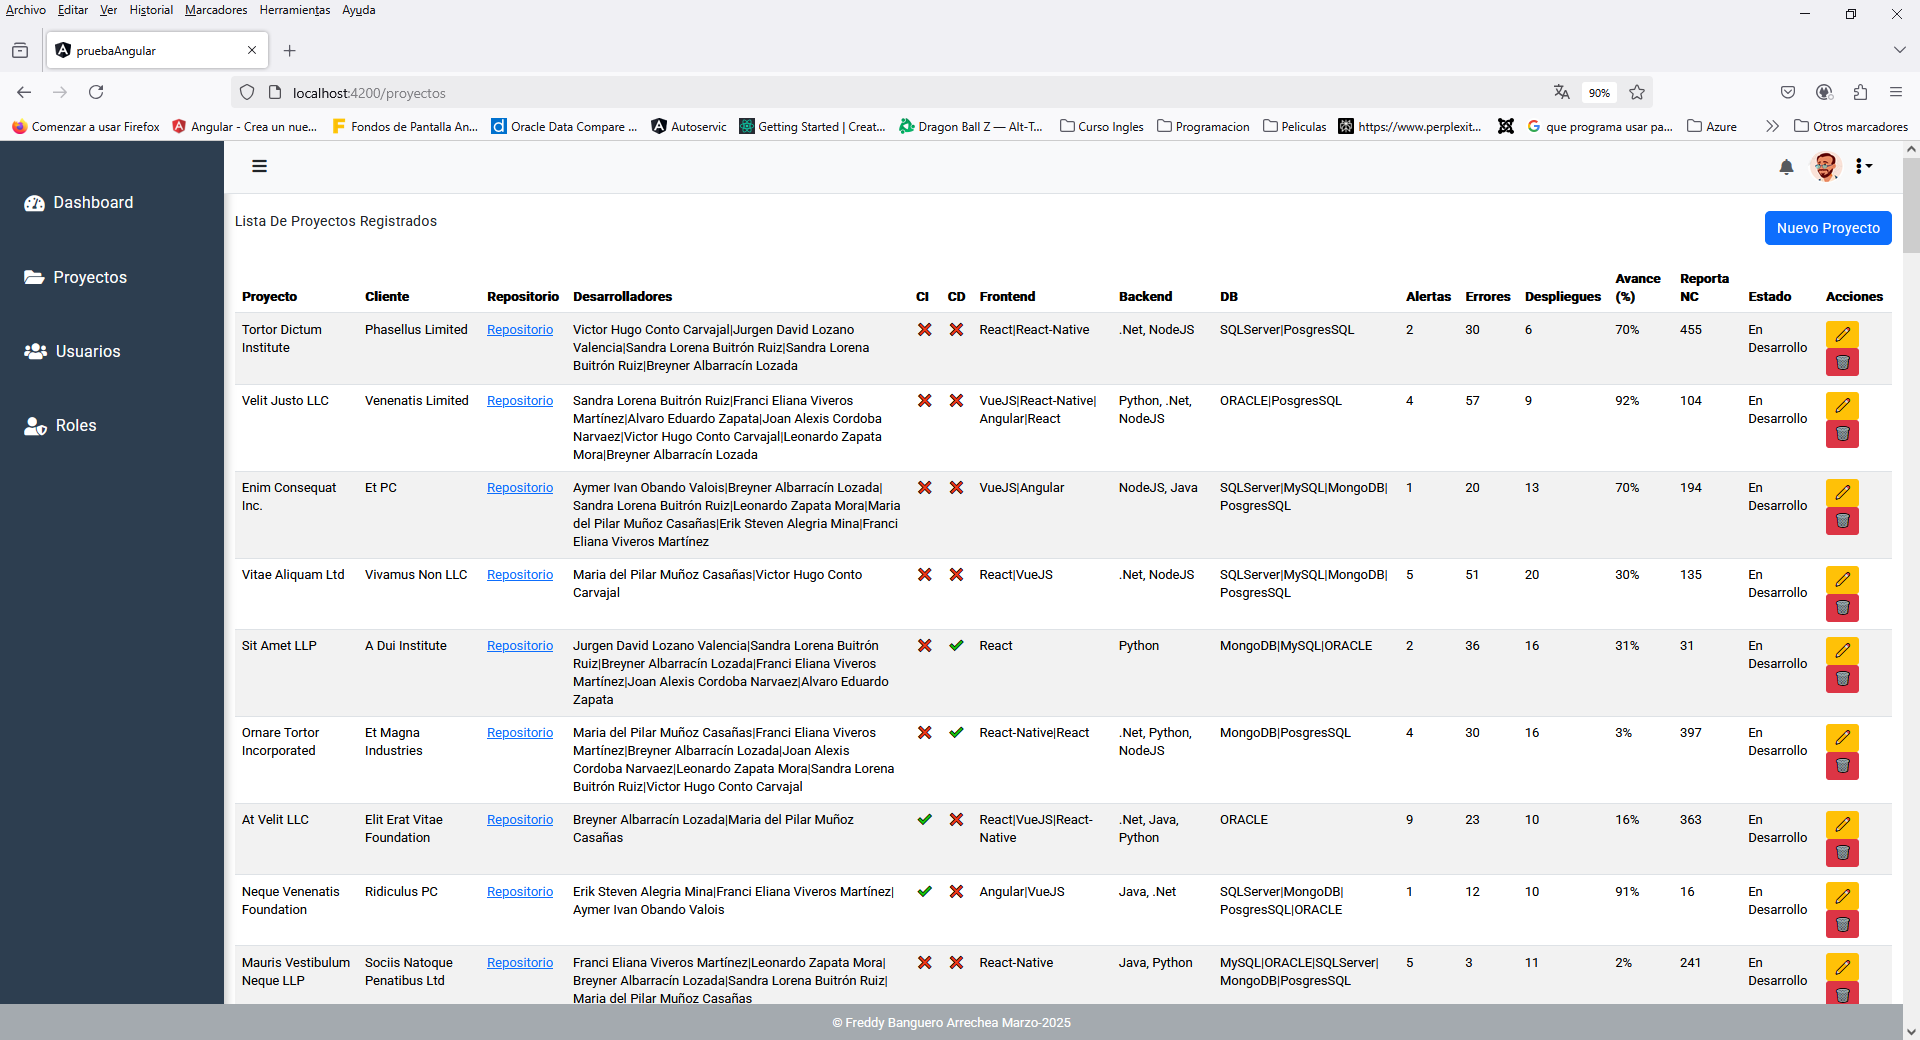 Archivo Editar Ver Historial Marcadores Herramientas Ayuda
pruebaAngular
localhost:4200/proyectos
90%
Comenzar a usar Firefox Angular - Crea un nue... Fondos de Pantalla An... Oracle Data Compare ... Autoservic Getting Started | Creat... Dragon Ball Z — Alt-T... Curso Ingles Programacion Peliculas https://www.perplexit... que programa usar pa... Azure Otros marcadores
Dashboard
Proyectos
Usuarios
Roles
Lista De Proyectos Registrados
Nuevo Proyecto
Avance Reporta
Proyecto Cliente Repositorio Desarrolladores CI CD Frontend Backend DB Alertas Errores Despliegues (%) NC Estado Acciones
Tortor Dictum Phasellus Limited Repositorio Victor Hugo Conto Carvajal|Jurgen David Lozano React|React-Native .Net, NodeJS SQLServer|PosgresSQL 2 30 6 70% 455 En
Institute Valencia|Sandra Lorena Buitrón Ruiz|Sandra Lorena Desarrollo
Buitrón Ruiz|Breyner Albarracín Lozada
Velit Justo LLC Venenatis Limited Repositorio Sandra Lorena Buitrón Ruiz|Franci Eliana Viveros VueJS|React-Native| Python, .Net, ORACLE|PosgresSQL 4 57 9 92% 104 En
Martínez|Alvaro Eduardo Zapata|Joan Alexis Cordoba Angular|React NodeJS Desarrollo
Narvaez|Victor Hugo Conto Carvajal|Leonardo Zapata
Mora|Breyner Albarracín Lozada
Enim Consequat Et PC Repositorio Aymer Ivan Obando Valois|Breyner Albarracín Lozada| VueJS|Angular NodeJS, Java SQLServer|MySQL|MongoDB| 1 20 13 70% 194 En
Inc. Sandra Lorena Buitrón Ruiz|Leonardo Zapata Mora|Maria PosgresSQL Desarrollo
del Pilar Muñoz Casañas|Erik Steven Alegria Mina|Franci
Eliana Viveros Martínez
Vitae Aliquam Ltd Vivamus Non LLC Repositorio Maria del Pilar Muñoz Casañas|Victor Hugo Conto React|VueJS .Net, NodeJS SQLServer|MySQL|MongoDB| 5 51 20 30% 135 En
Carvajal PosgresSQL Desarrollo
Sit Amet LLP A Dui Institute Repositorio Jurgen David Lozano Valencia|Sandra Lorena Buitrón React Python MongoDB|MySQL|ORACLE 2 36 16 31% 31 En
Ruiz|Breyner Albarracín Lozada|Franci Eliana Viveros Desarrollo
Martínez|Joan Alexis Cordoba Narvaez|Alvaro Eduardo
Zapata
Ornare Tortor Et Magna Repositorio Maria del Pilar Muñoz Casañas|Franci Eliana Viveros React-Native|React .Net, Python, MongoDB|PosgresSQL 4 30 16 3% 397 En
Incorporated Industries Martínez|Breyner Albarracín Lozada|Joan Alexis NodeJS Desarrollo
Cordoba Narvaez|Leonardo Zapata Mora|Sandra Lorena
Buitrón Ruiz|Victor Hugo Conto Carvajal
At Velit LLC Elit Erat Vitae Repositorio Breyner Albarracín Lozada|Maria del Pilar Muñoz React|VueJS|React- .Net, Java, ORACLE 9 23 10 16% 363 En
Foundation Casañas Native Python Desarrollo
Neque Venenatis Ridiculus PC Repositorio Erik Steven Alegria Mina|Franci Eliana Viveros Martínez| Angular|VueJS Java, .Net SQLServer|MongoDB| 1 12 10 91% 16 En
Foundation Aymer Ivan Obando Valois PosgresSQL|ORACLE Desarrollo
Mauris Vestibulum Sociis Natoque Repositorio Franci Eliana Viveros Martínez|Leonardo Zapata Mora| React-Native Java, Python MySQL|ORACLE|SQLServer| 5 3 11 2% 241 En
Neque LLP Penatibus Ltd Breyner Albarracín Lozada|Sandra Lorena Buitrón Ruiz| MongoDB|PosgresSQL Desarrollo
Maria del Pilar Muñoz Casañas
© Freddy Banguero Arrechea Marzo-2025